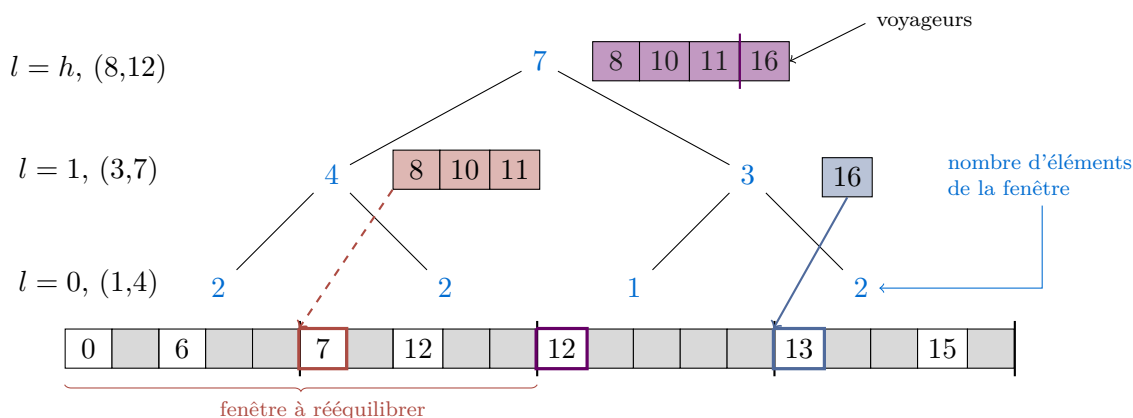 voyageurs
l = h, (8,12) 7 8 10 11 16
l = 1, (3,7) 4 8 10 11 3 16
nombre d'éléments
de la fenêtre
l = 0, (1,4) 2 2 1 2
0 6 7 12 12 13 15
fenêtre à rééquilibrer